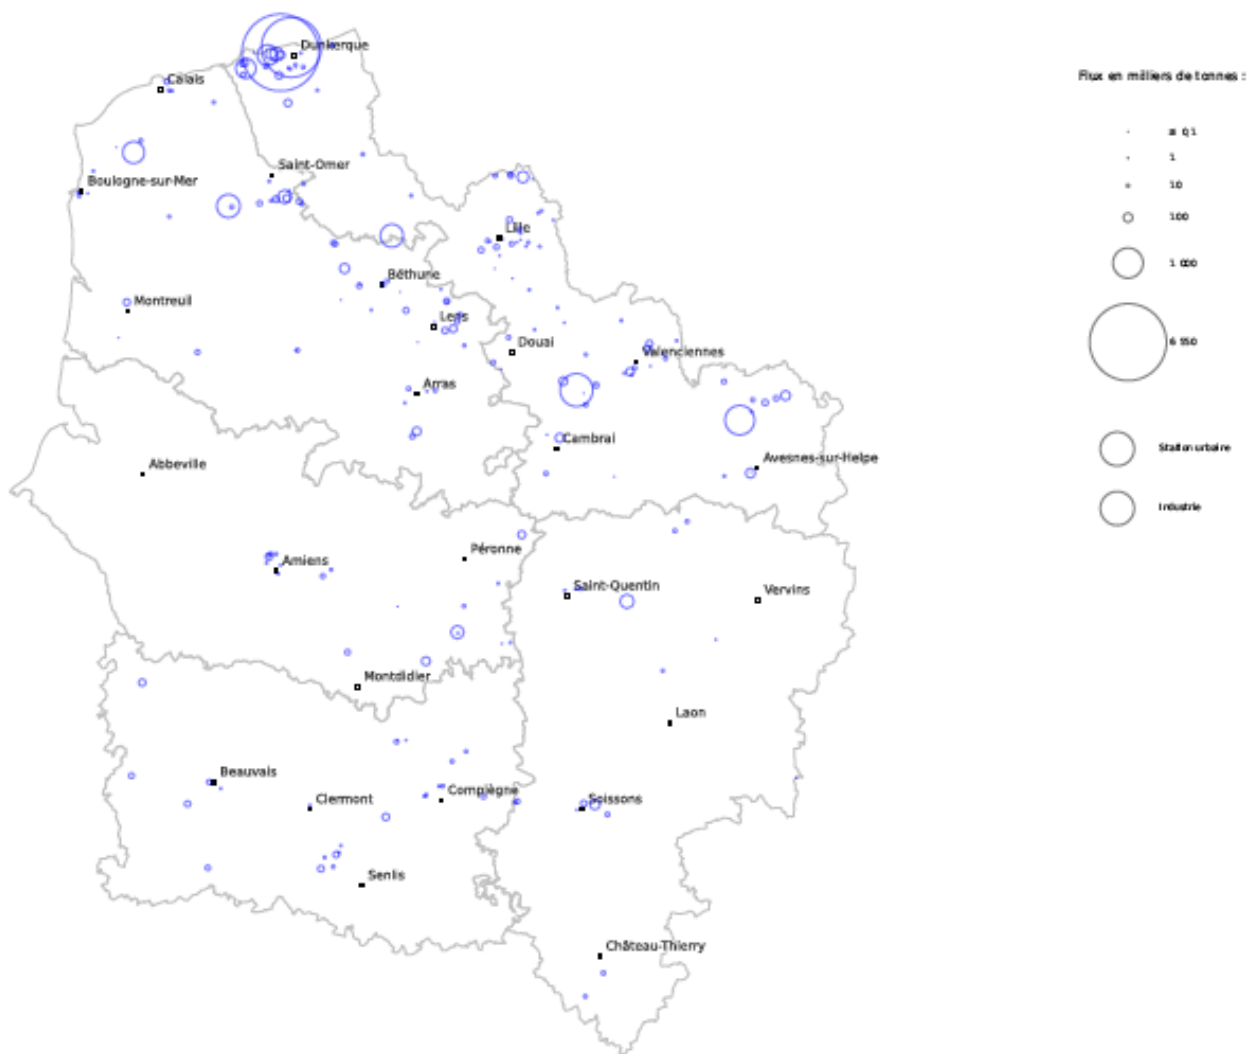 Dunkerque
Calais
Saint-Omer
Boulogne-sur-Mer
Lille
Béthune
Montreuil
Lens
Douai
Valenciennes
Arras
Cambrai
Avesnes-sur-Helpe
Abbeville
Amiens
Péronne
Saint-Quentin
Vervins
Montdidier
Laon
Beauvais
Clermont
Compiègne
Soissons
Senlis
Château-Thierry
Flux en milliers de tonnes :
0,1
1
10
100
1 000
6 550
Station urbaine
Industrie